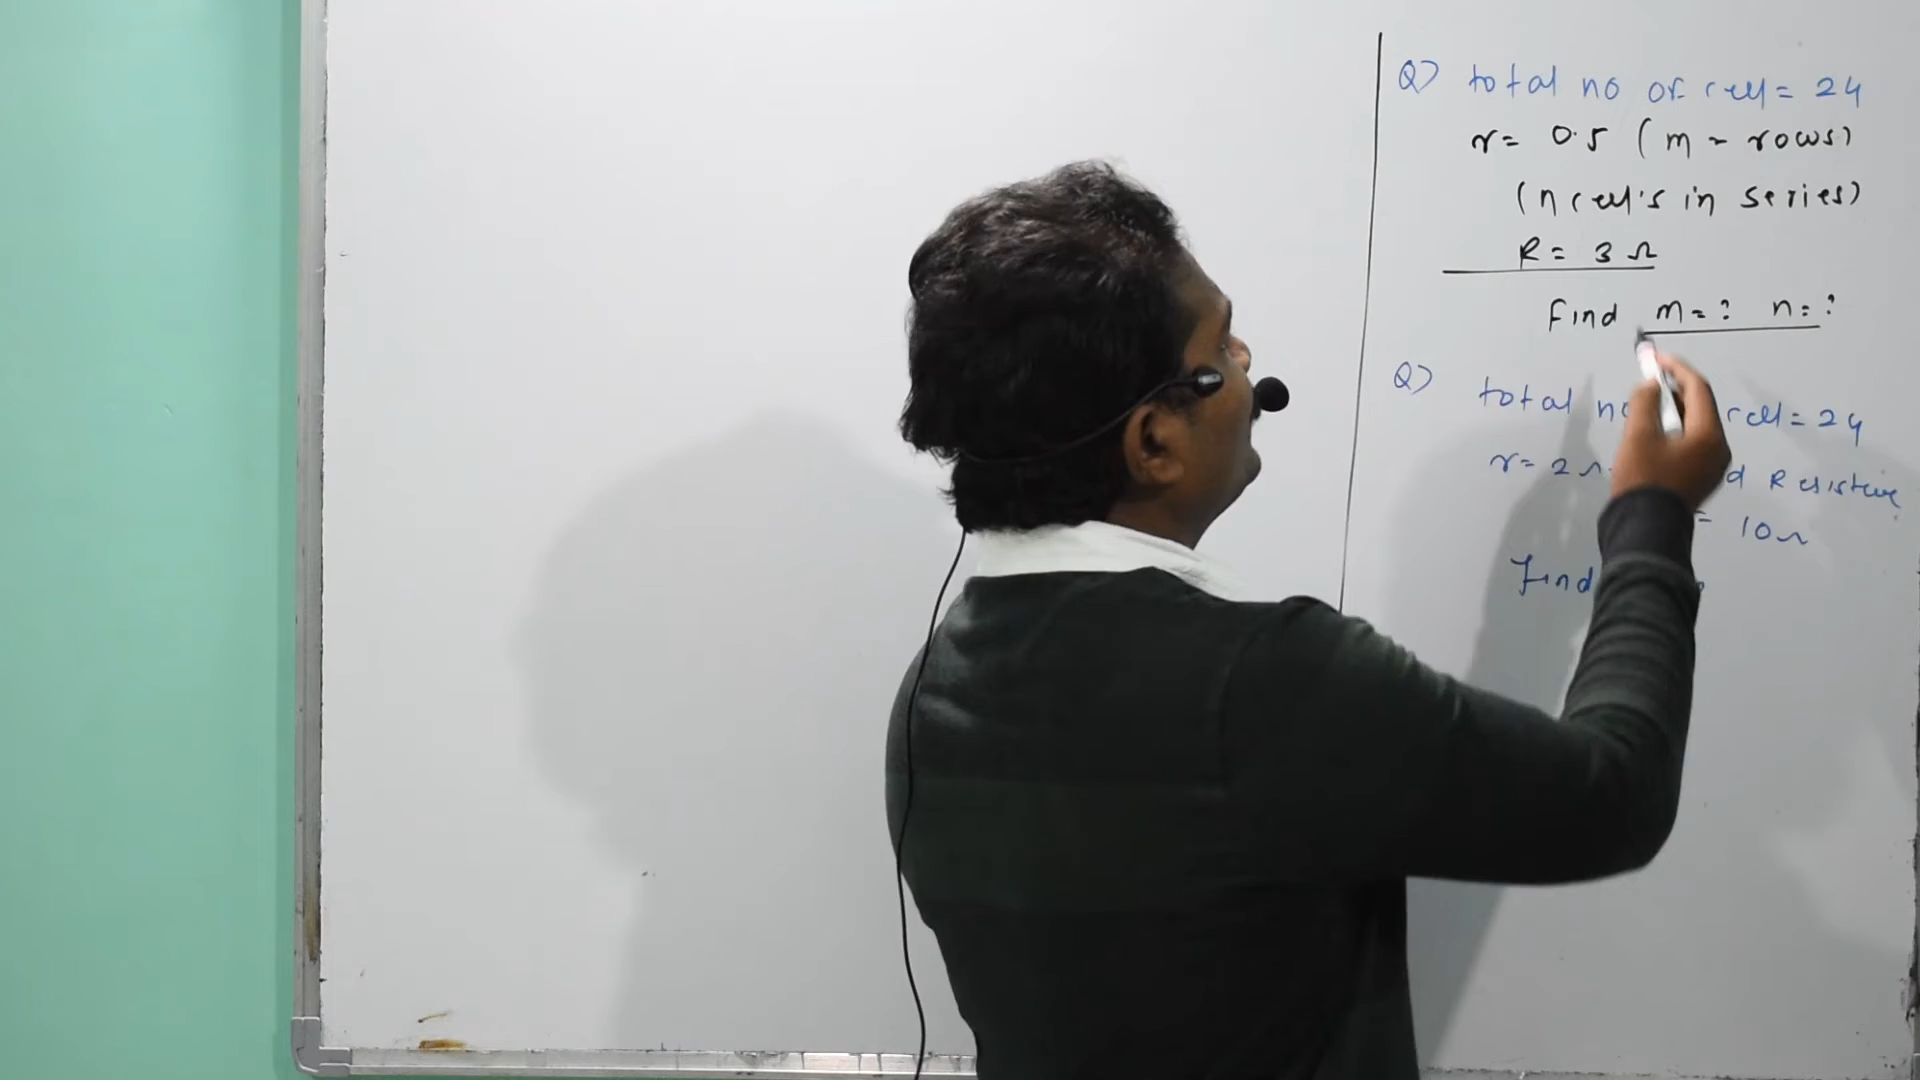 Q) total no of cell = 24
r = 0.5 (m = rows)
(n cell's in series)
R = 3 Ω
Find m = ? n = ?
Q) total no cell = 24
r = 2 Ω Resistance
= 10 Ω
find